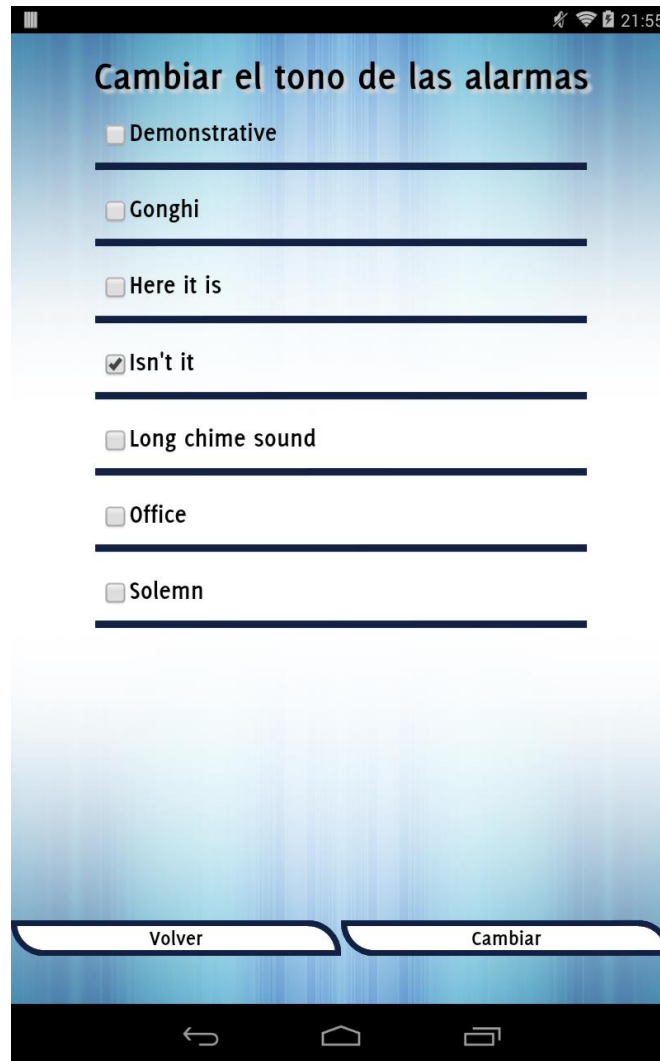 21:55
Cambiar el tono de las alarmas
Demonstrative
Gonghi
Here it is
Isn't it
Long chime sound
Office
Solemn
Volver
Cambiar